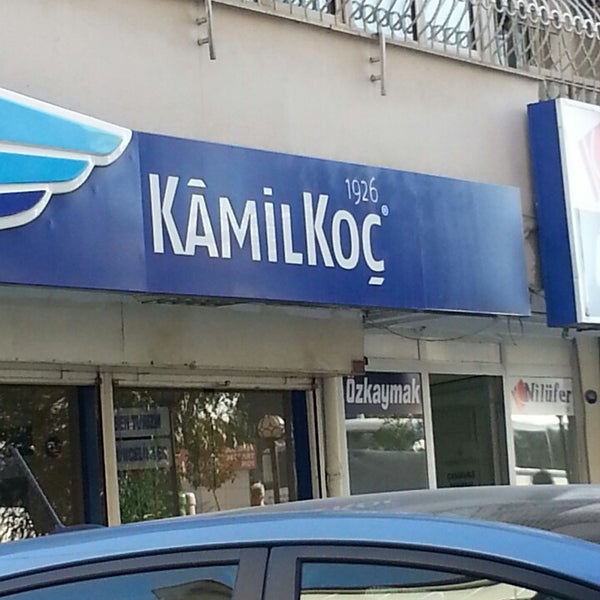 KÂMİLKOÇ
1926
®
Özkaymak
Nilüfer